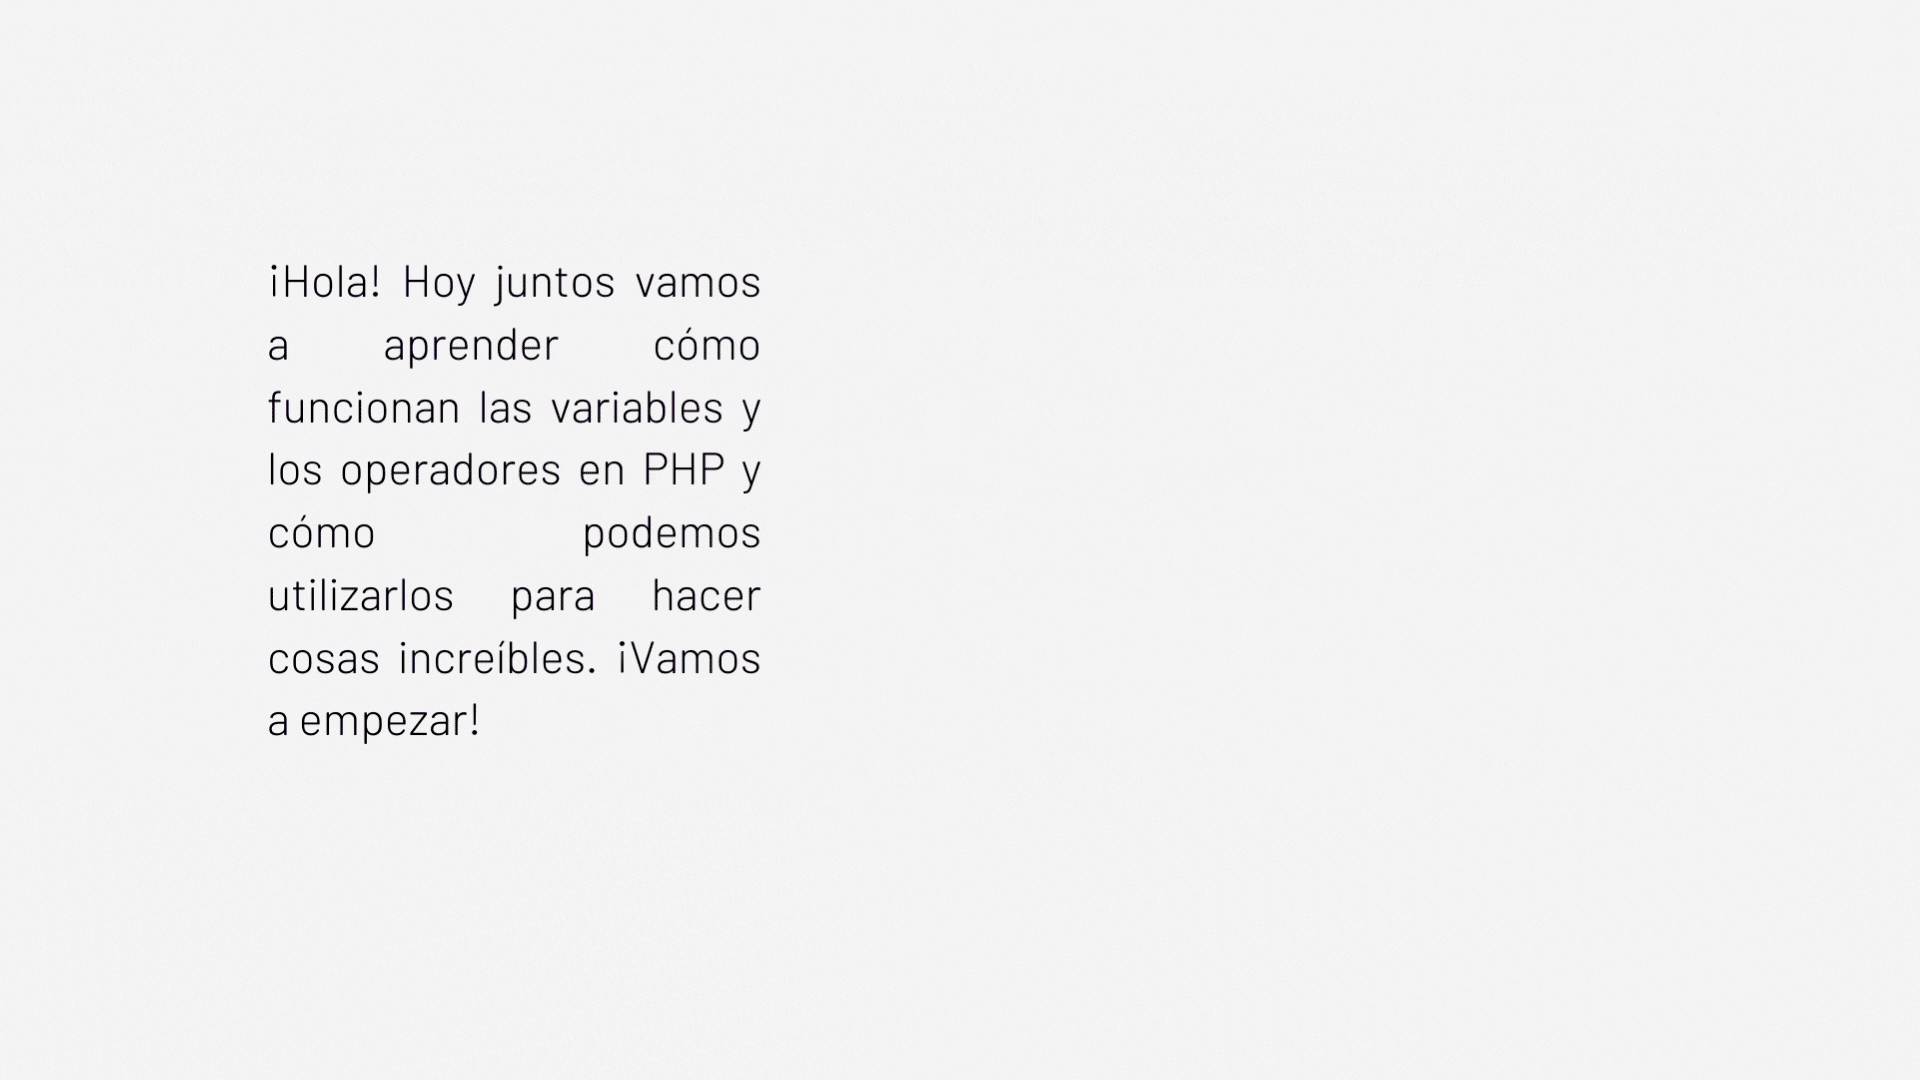 ¡Hola! Hoy juntos vamos
a aprender cómo
funcionan las variables y
los operadores en PHP y
cómo podemos
utilizarlos para hacer
cosas increíbles. ¡Vamos
a empezar!